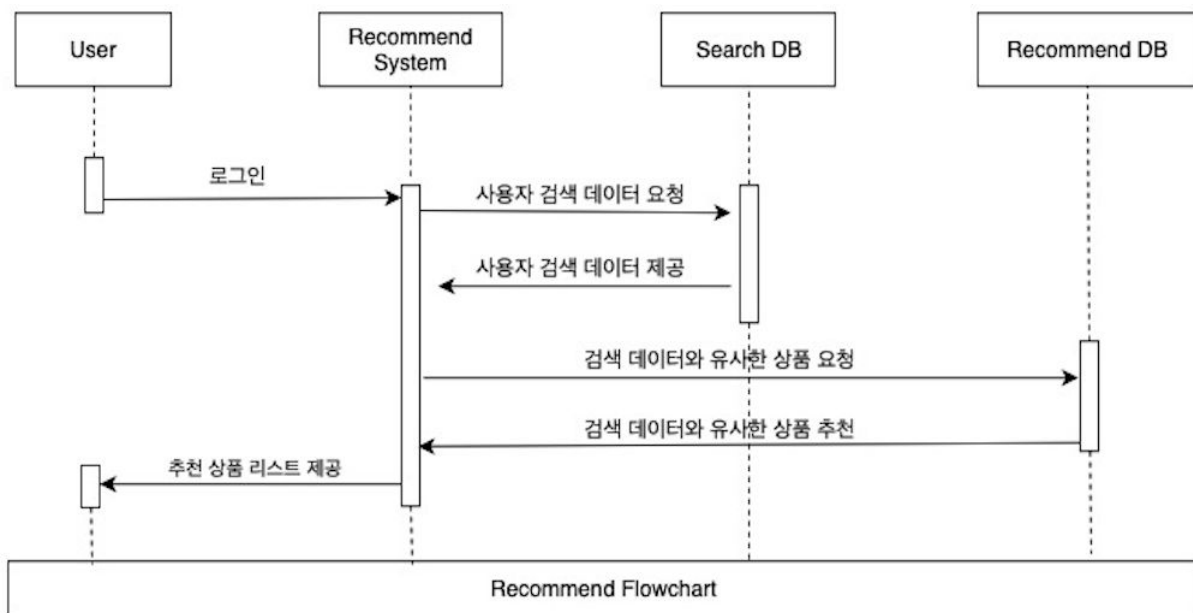 User
Recommend
System
Search DB
Recommend DB
로그인
사용자 검색 데이터 요청
사용자 검색 데이터 제공
검색 데이터와 유사한 상품 요청
검색 데이터와 유사한 상품 추천
추천 상품 리스트 제공
Recommend Flowchart